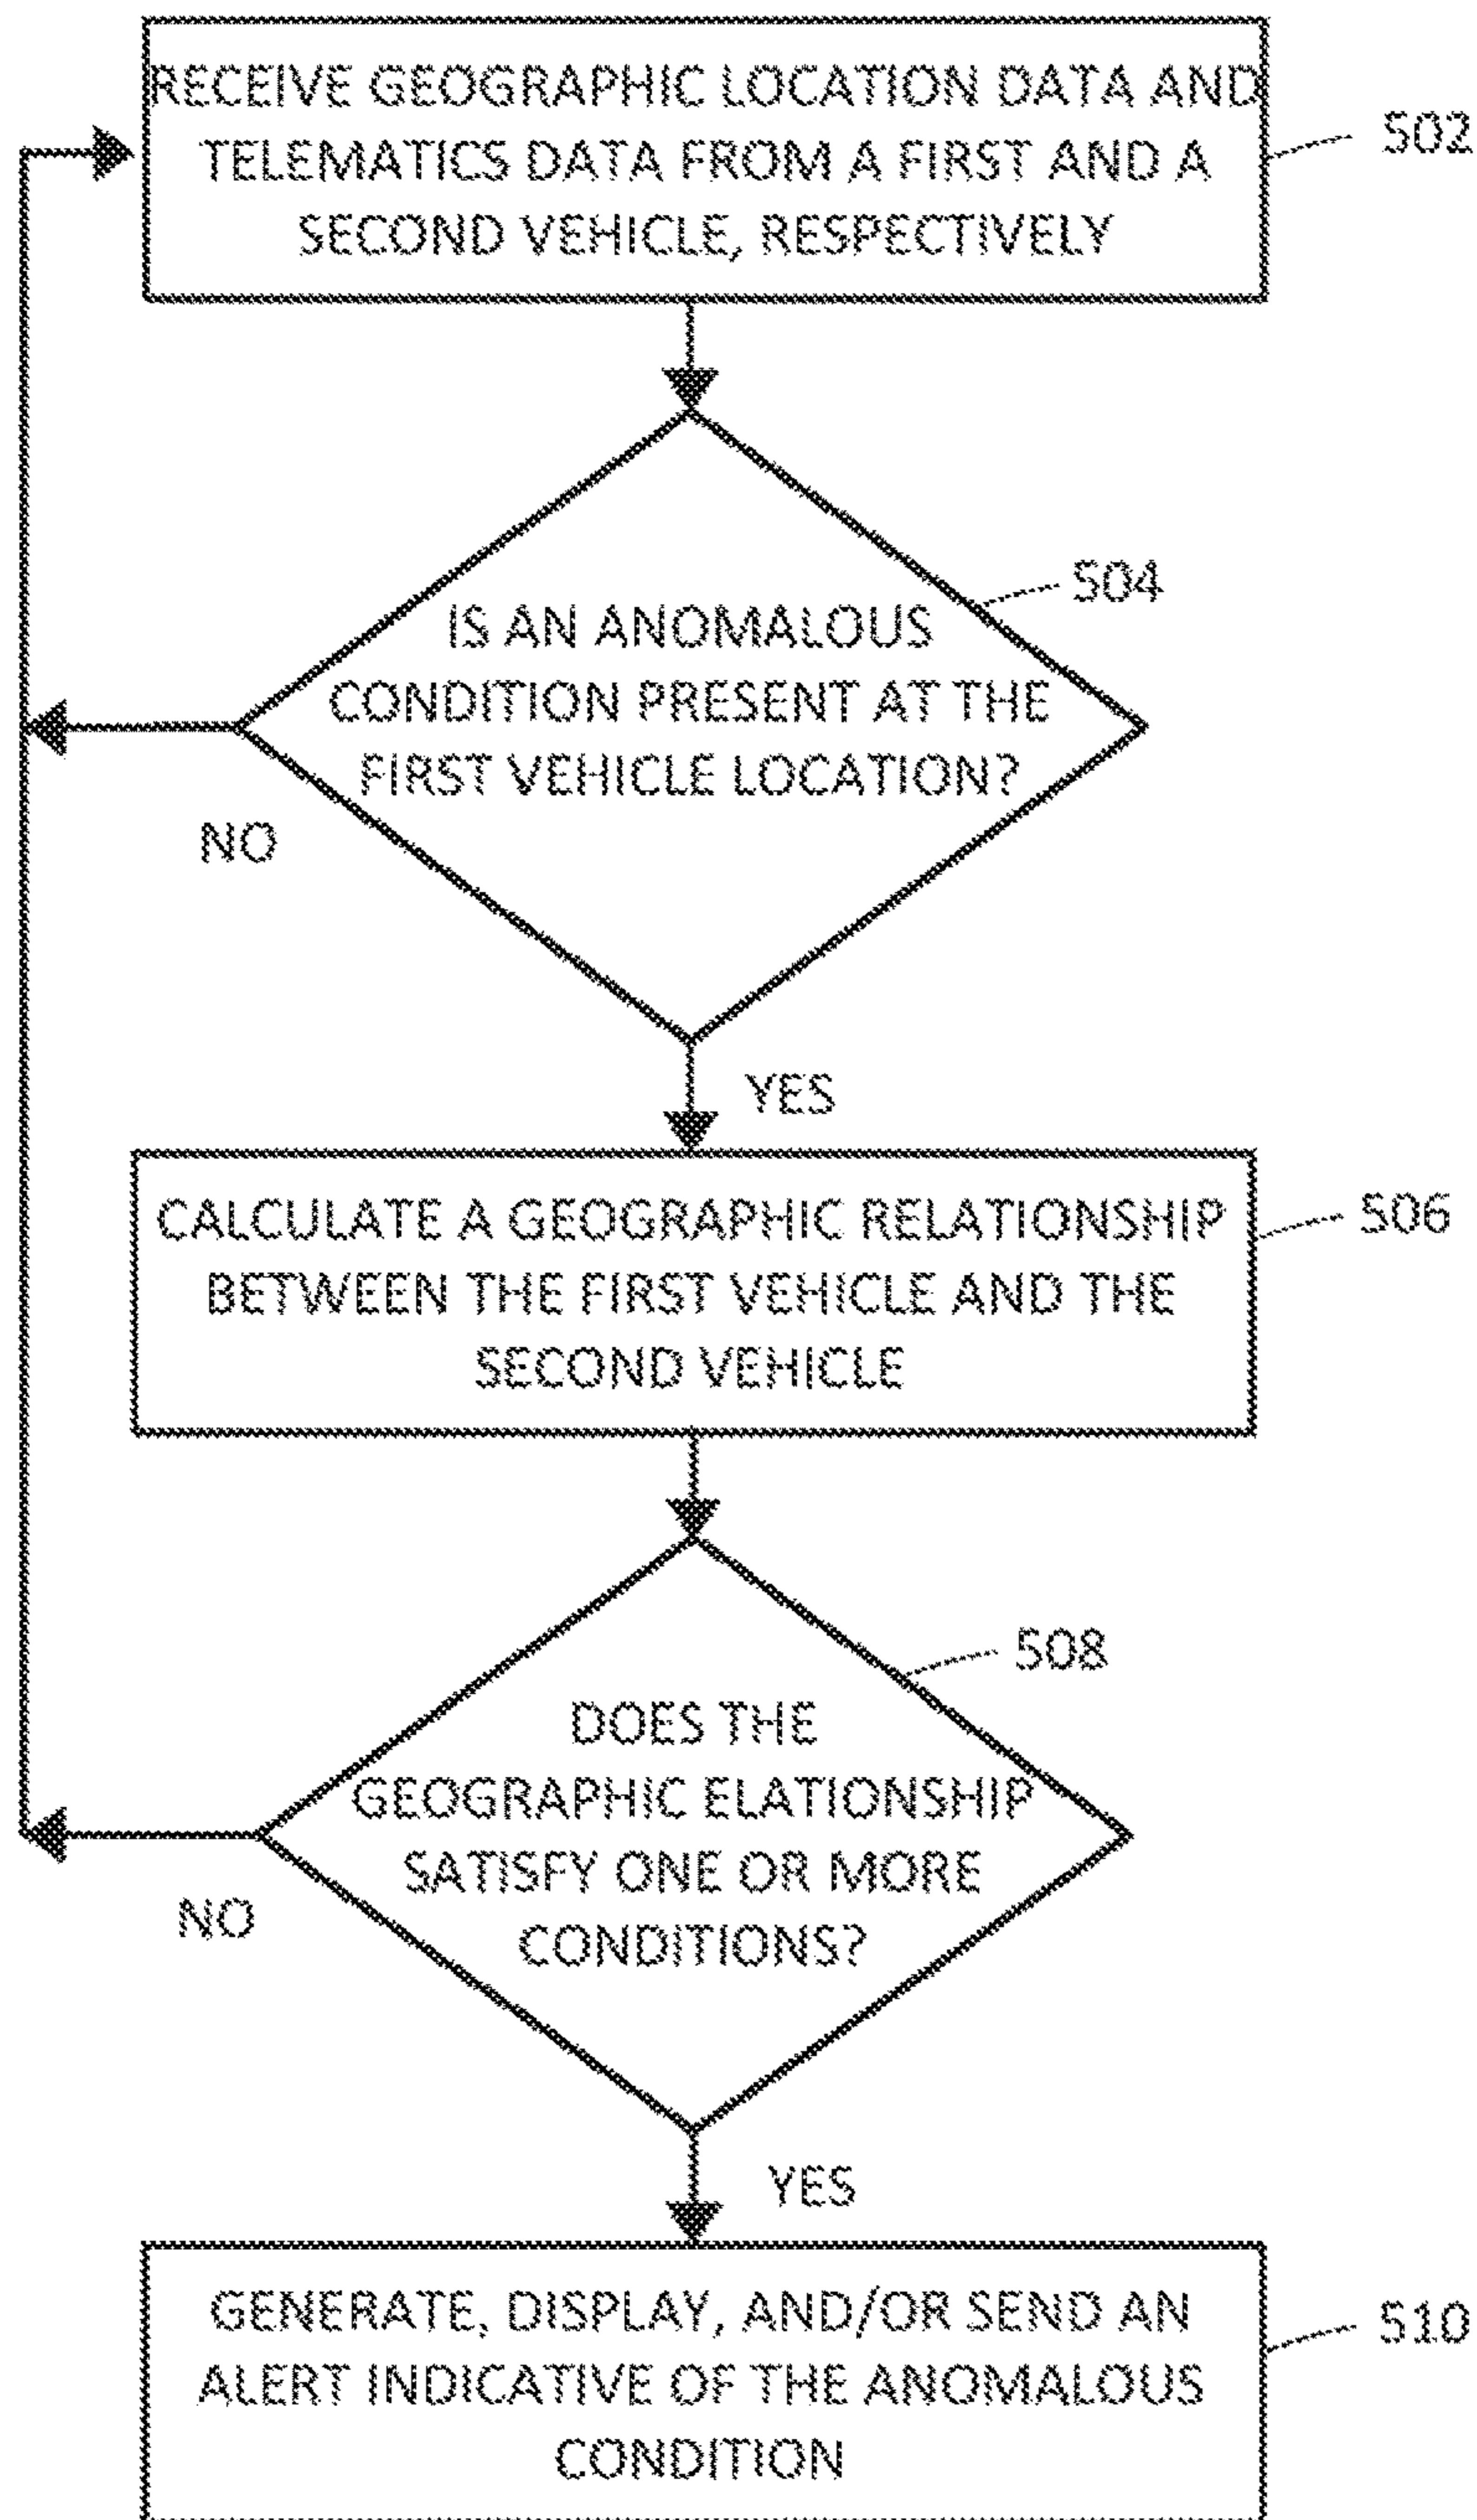 RECEIVE GEOGRAPHIC LOCATION DATA AND
TELEMATICS DATA FROM A FIRST AND A
SECOND VEHICLE, RESPECTIVELY
502
504
IS AN ANOMALOUS
CONDITION PRESENT AT THE
FIRST VEHICLE LOCATION?
NO
YES
CALCULATE A GEOGRAPHIC RELATIONSHIP
BETWEEN THE FIRST VEHICLE AND THE
SECOND VEHICLE
506
508
DOES THE
GEOGRAPHIC ELATIONSHIP
SATISFY ONE OR MORE
CONDITIONS?
NO
YES
GENERATE, DISPLAY, AND/OR SEND AN
ALERT INDICATIVE OF THE ANOMALOUS
CONDITION
510